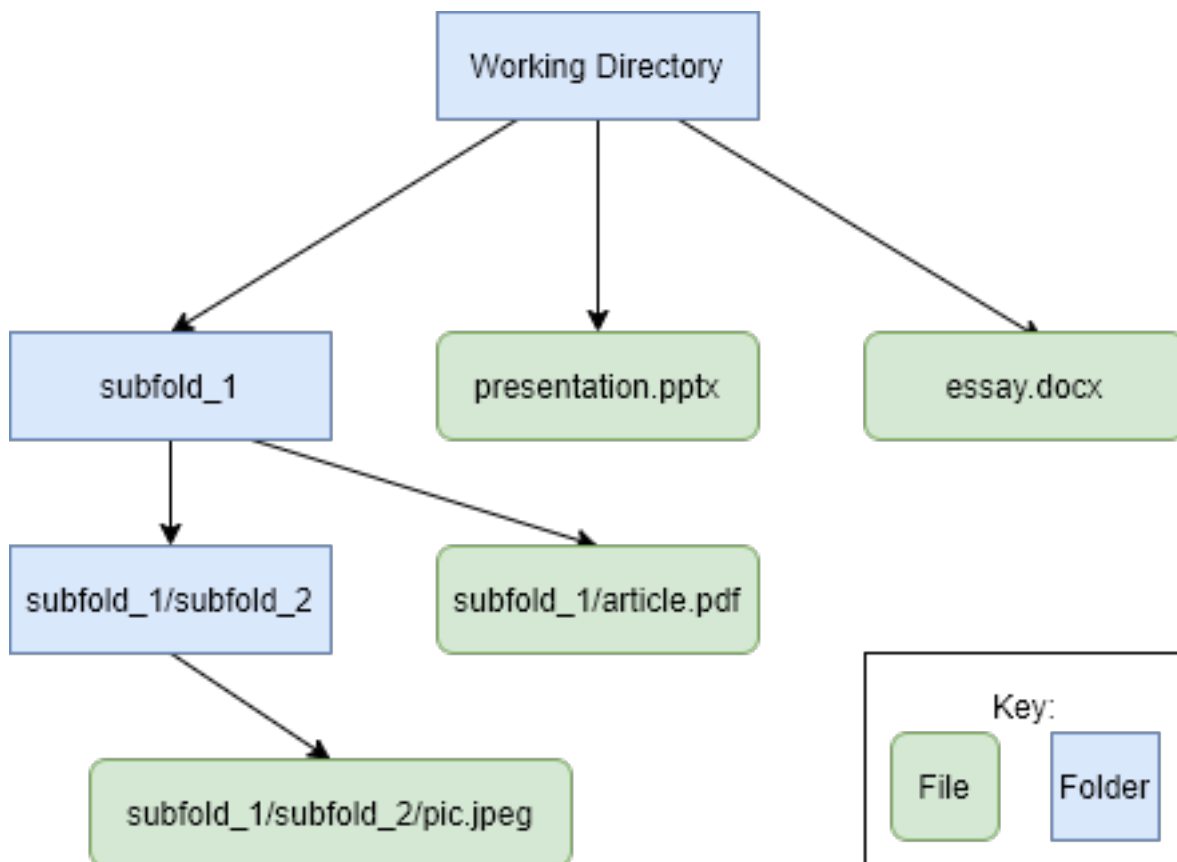 Working Directory
subfold_1
presentation.pptx
essay.docx
subfold_1/subfold_2
subfold_1/article.pdf
subfold_1/subfold_2/pic.jpeg
Key:
File
Folder